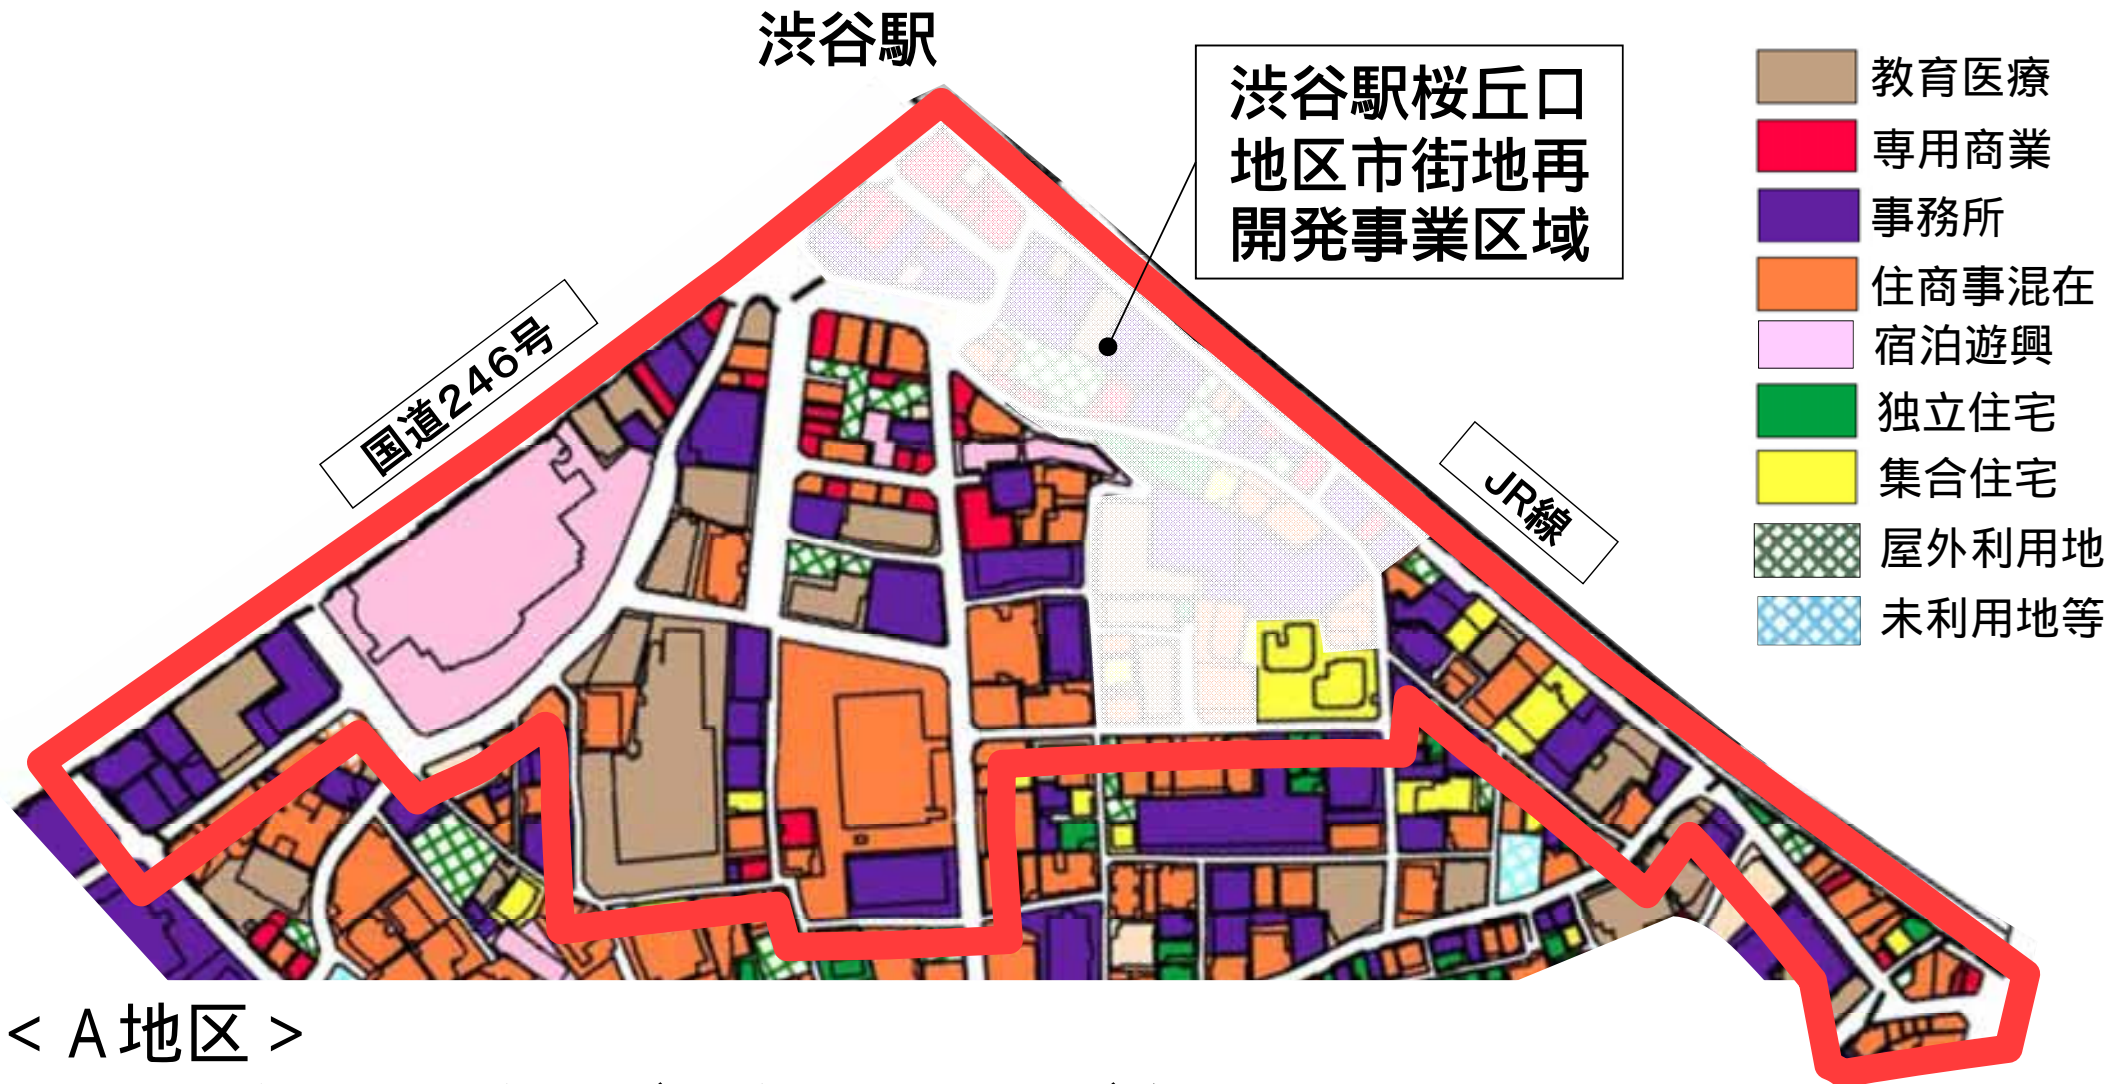 渋谷駅
渋谷駅桜丘口
地区市街地再
開発事業区域
国道246号
JR線
教育医療
専用商業
事務所
住商事混在
宿泊遊興
独立住宅
集合住宅
屋外利用地
未利用地等
＜A地区＞